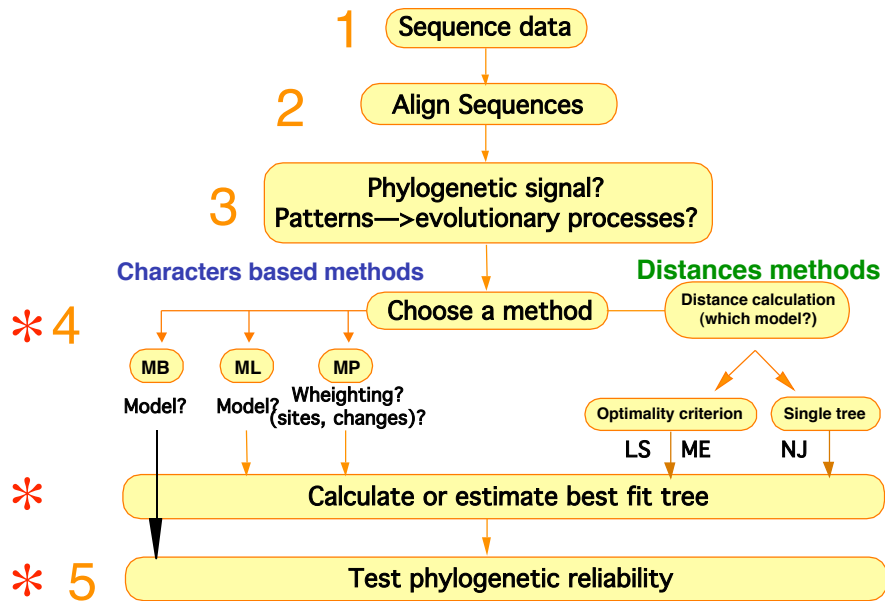 1
Sequence data
2
Align Sequences
3
Phylogenetic signal?
Patterns—>evolutionary processes?
Characters based methods
Distances methods
* 4
Choose a method
Distance calculation
(which model?)
MB
ML
MP
Model?
Model?
Wheighting?
(sites, changes)?
Optimality criterion
Single tree
LS
ME
NJ
*
Calculate or estimate best fit tree
* 5
Test phylogenetic reliability